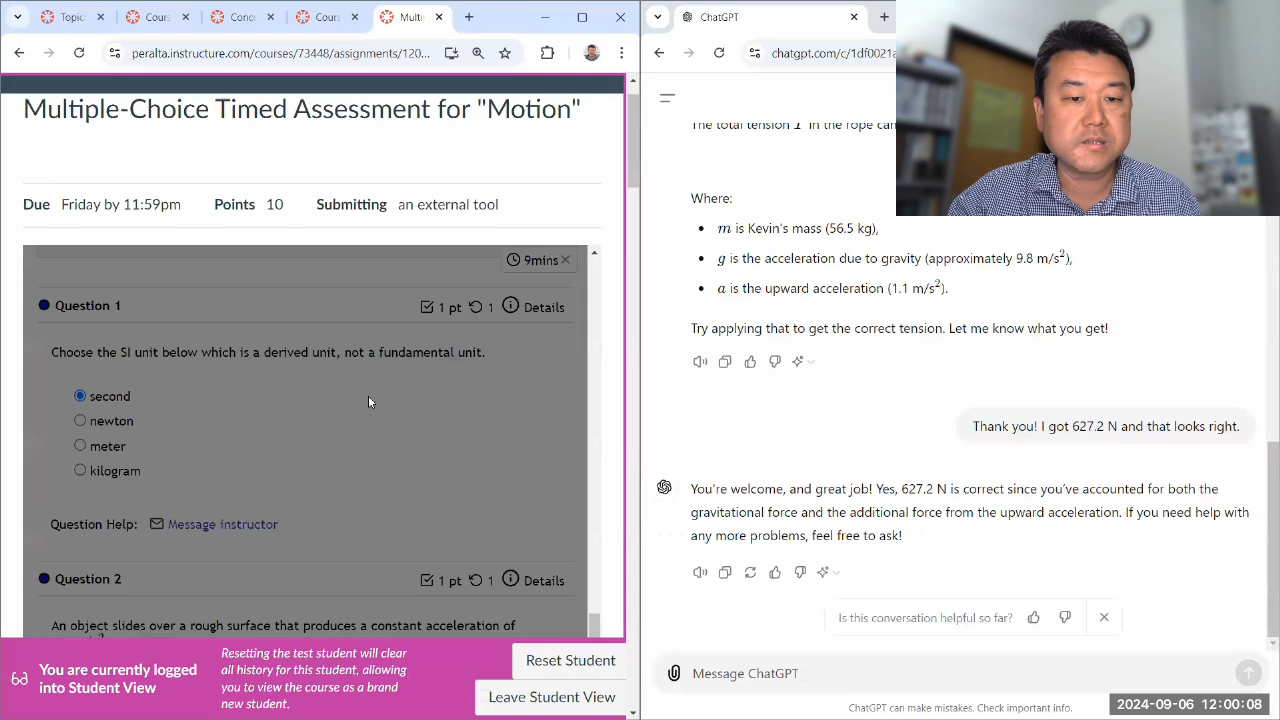 Topic
Cours
Conc
Cours
Multip
ChatGPT
peralta.instructure.com/courses/73448/assignments/120...
chatgpt.com/c/1df0021a
Multiple-Choice Timed Assessment for "Motion"
Due Friday by 11:59pm Points 10 Submitting an external tool
9mins
Question 1 1 pt 1 Details
Choose the SI unit below which is a derived unit, not a fundamental unit.
second
newton
meter
kilogram
Question Help: Message instructor
Question 2 1 pt 1 Details
An object slides over a rough surface that produces a constant acceleration of
You are currently logged
into Student View
Resetting the test student will clear
all history for this student, allowing
you to view the course as a brand
new student.
Reset Student
Leave Student View
The total tension T in the rope can
Where:
• m is Kevin's mass (56.5 kg),
• g is the acceleration due to gravity (approximately 9.8 m/s²),
• a is the upward acceleration (1.1 m/s²).
Try applying that to get the correct tension. Let me know what you get!
Thank you! I got 627.2 N and that looks right.
You're welcome, and great job! Yes, 627.2 N is correct since you've accounted for both the
gravitational force and the additional force from the upward acceleration. If you need help with
any more problems, feel free to ask!
Is this conversation helpful so far?
Message ChatGPT
ChatGPT can make mistakes. Check important info.
2024-09-06 12:00:08